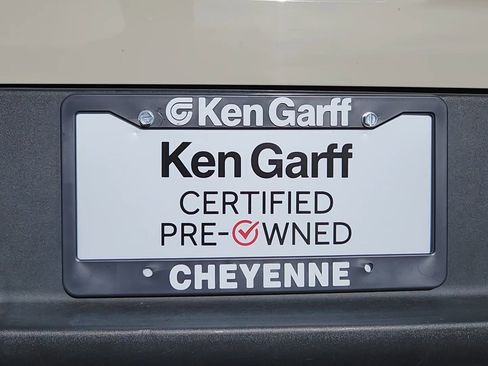 Ken Garff
Ken Garff
CERTIFIED
PRE-OWNED
CHEYENNE